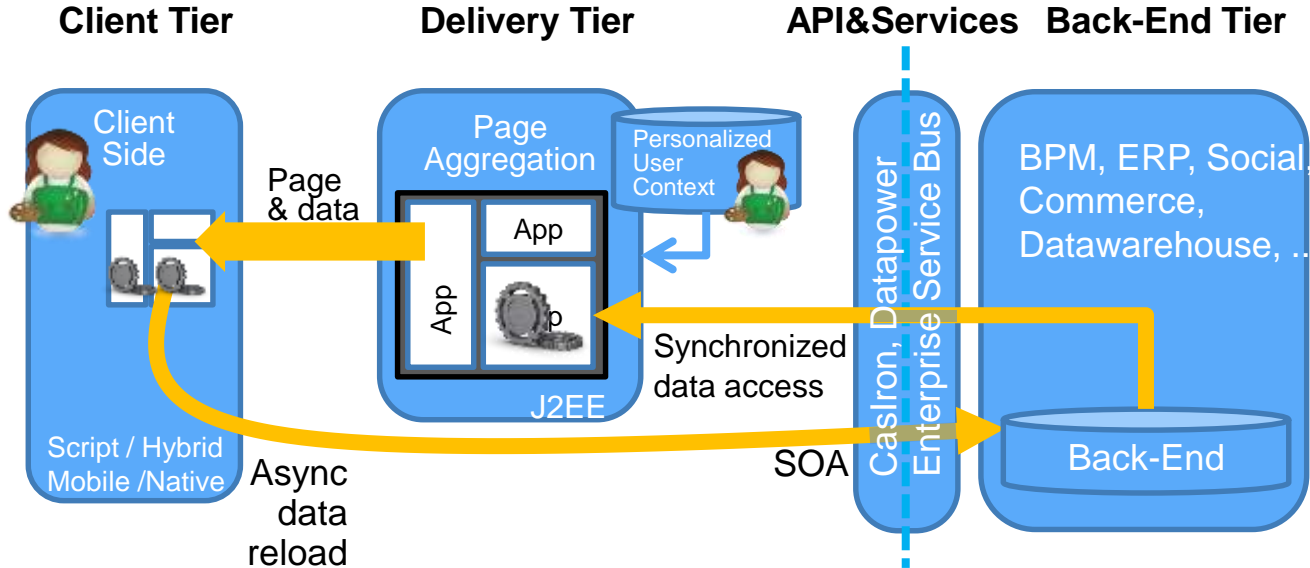 Client Tier
Delivery Tier
API&Services
Back-End Tier
Client
Side
Page
& data
Script / Hybrid
Mobile /Native
Async
data
reload
Page
Aggregation
App
App
p
J2EE
Personalized
User
Context
Synchronized
data access
SOA
CasIron, Datapower
Enterprise Service Bus
BPM, ERP, Social,
Commerce,
Datawarehouse, ..
Back-End